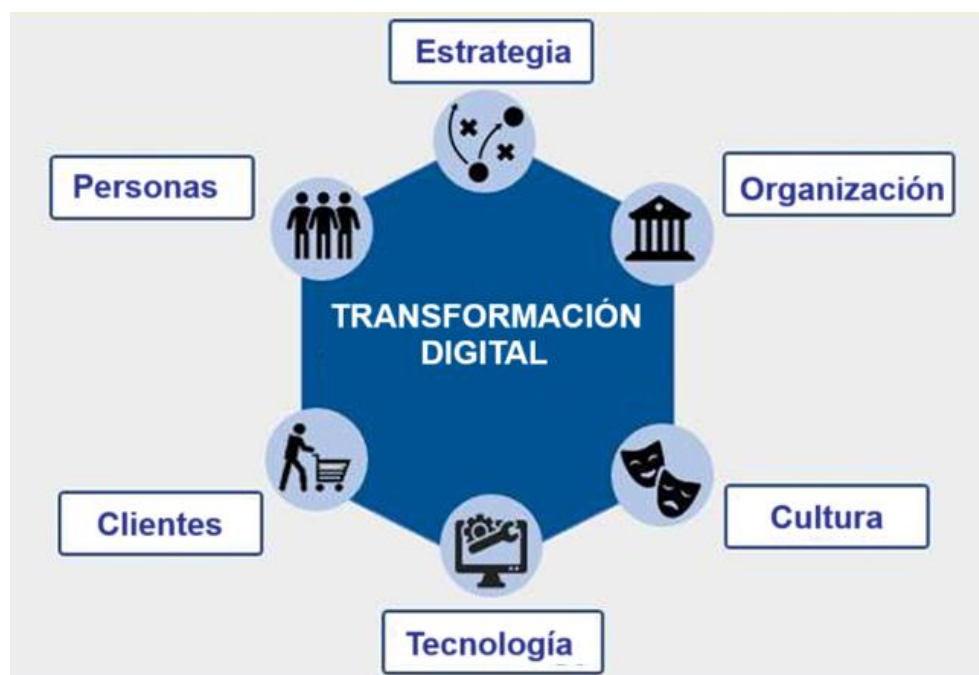 Estrategia
Personas
Organización
TRANSFORMACIÓN
DIGITAL
Clientes
Cultura
Tecnología